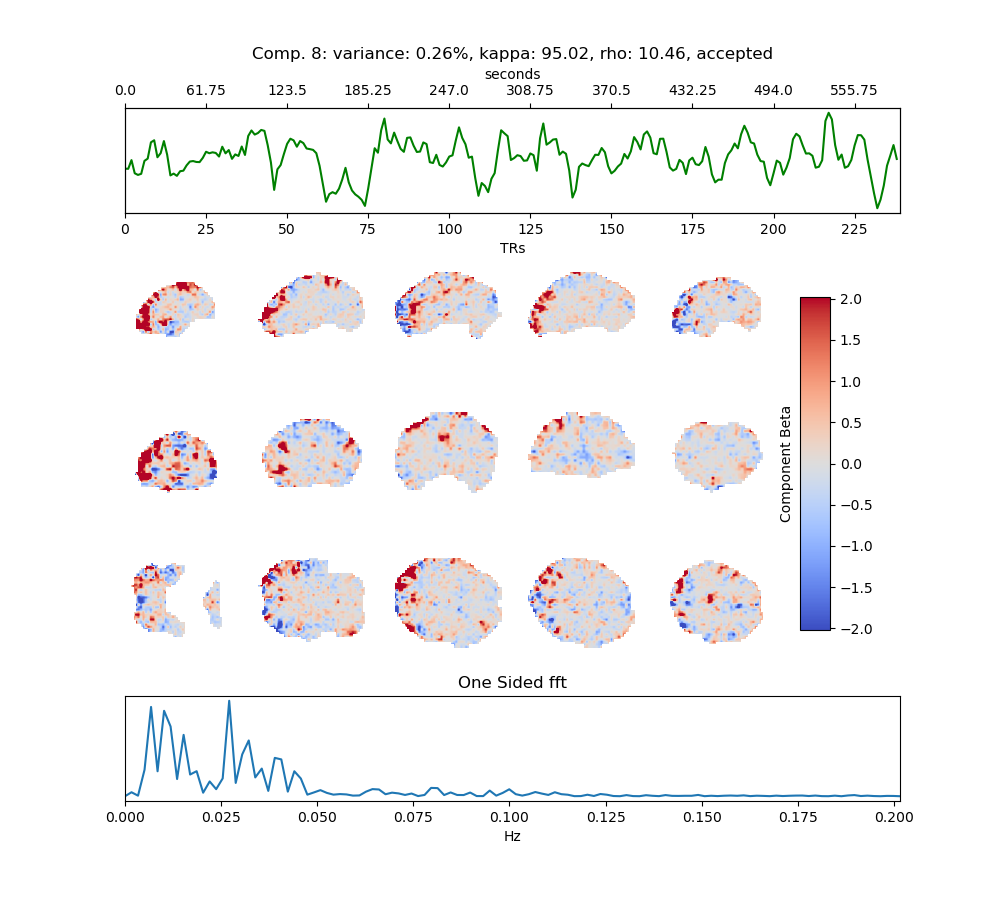 Comp. 8: variance: 0.26%, kappa: 95.02, rho: 10.46, accepted
seconds
0.0 61.75 123.5 185.25 247.0 308.75 370.5 432.25 494.0 555.75
0 25 50 75 100 125 150 175 200 225
TRs
2.0
1.5
1.0
0.5
0.0
−0.5
−1.0
−1.5
−2.0
Component Beta
One Sided fft
0.000 0.025 0.050 0.075 0.100 0.125 0.150 0.175 0.200
Hz